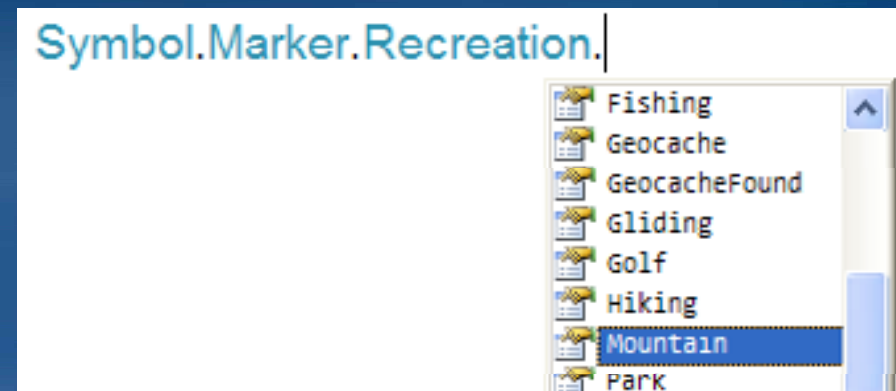 Symbol.Marker.Recreation.
Fishing
Geocache
GeocacheFound
Gliding
Golf
Hiking
Mountain
Park